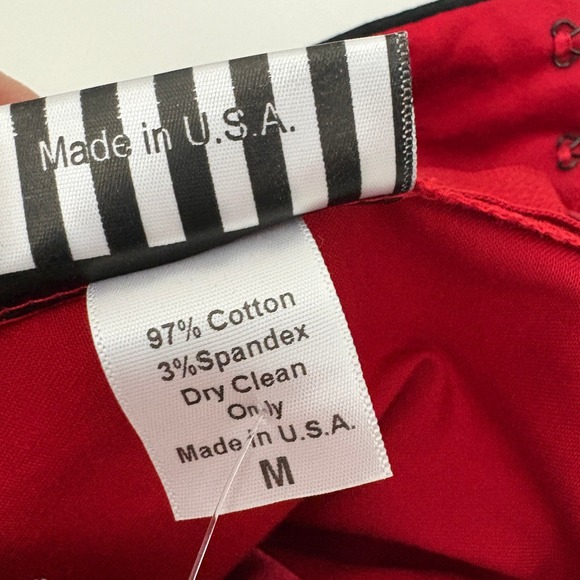 Made in U.S.A.
97% Cotton
3%Spandex
Dry Clean
Only
Made in U.S.A.
M